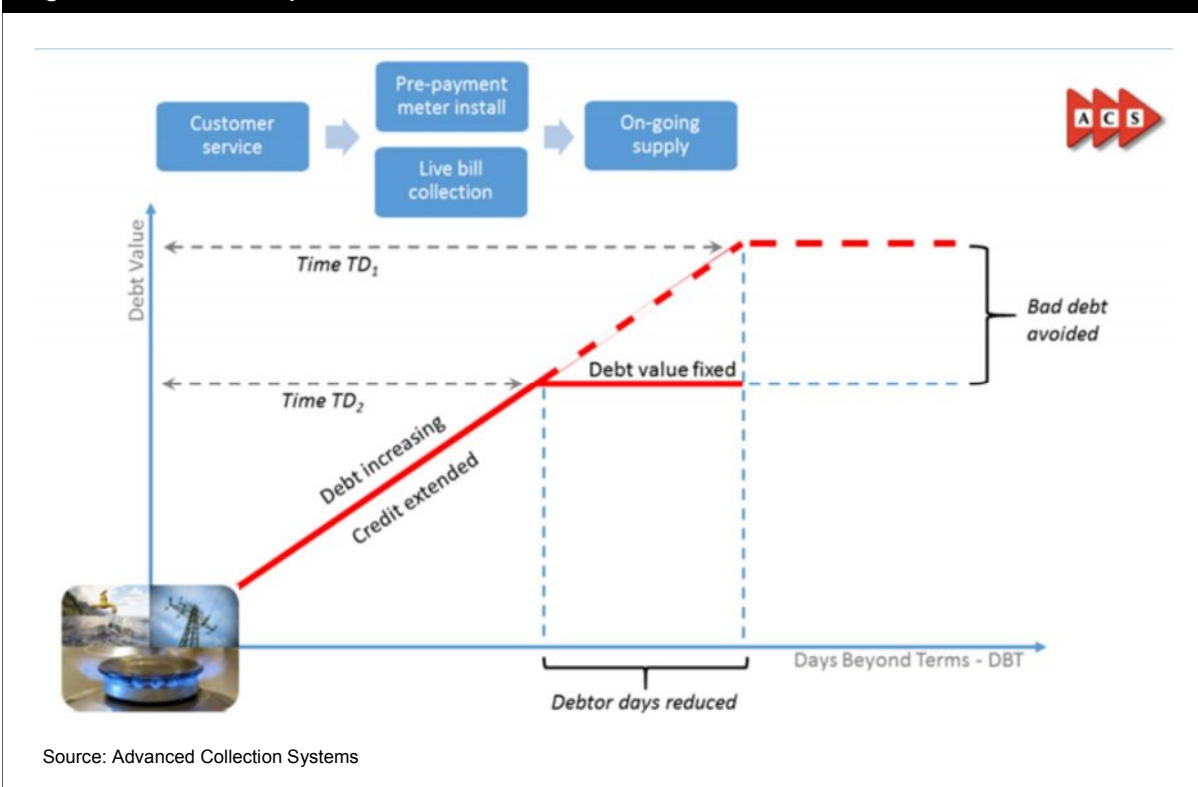 Customer
service
Pre-payment
meter install
Live bill
collection
On-going
supply
A C S
Debt Value
Time TD₁
Time TD₂
Debt increasing
Credit extended
Debt value fixed
Bad debt
avoided
Days Beyond Terms - DBT
Debtor days reduced
Source: Advanced Collection Systems